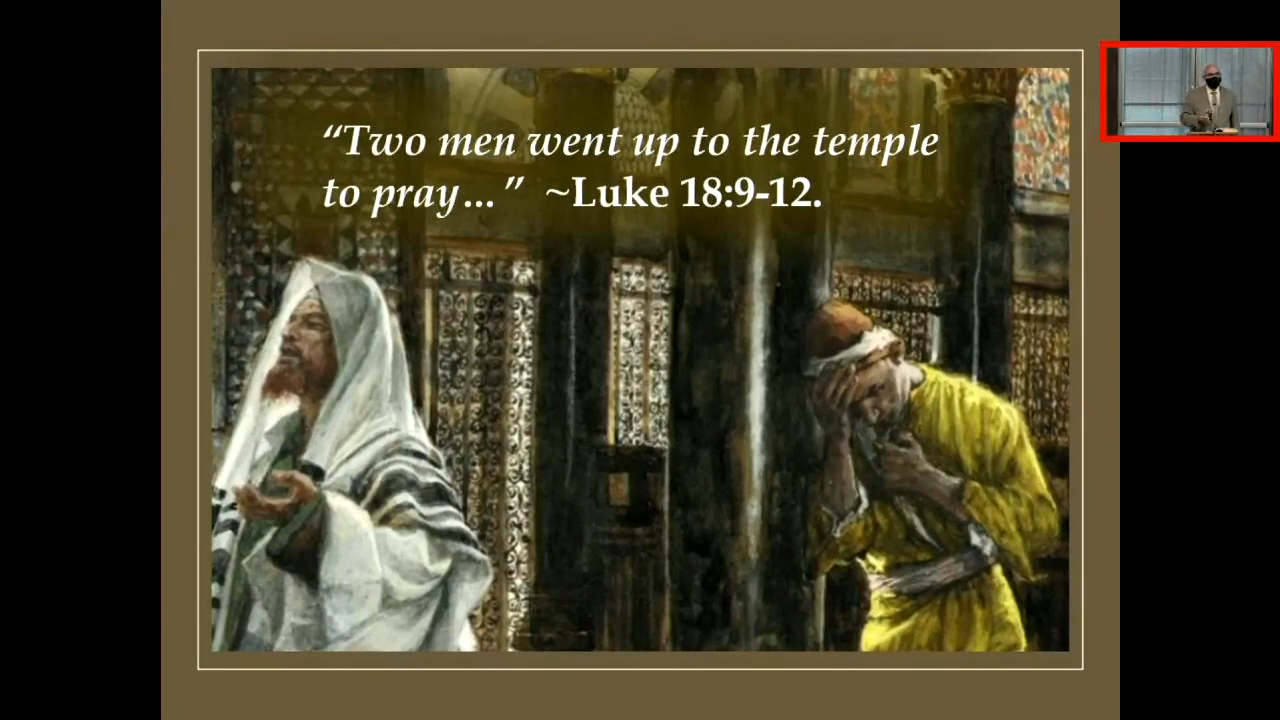 “Two men went up to the temple
to pray…” ~Luke 18:9-12.